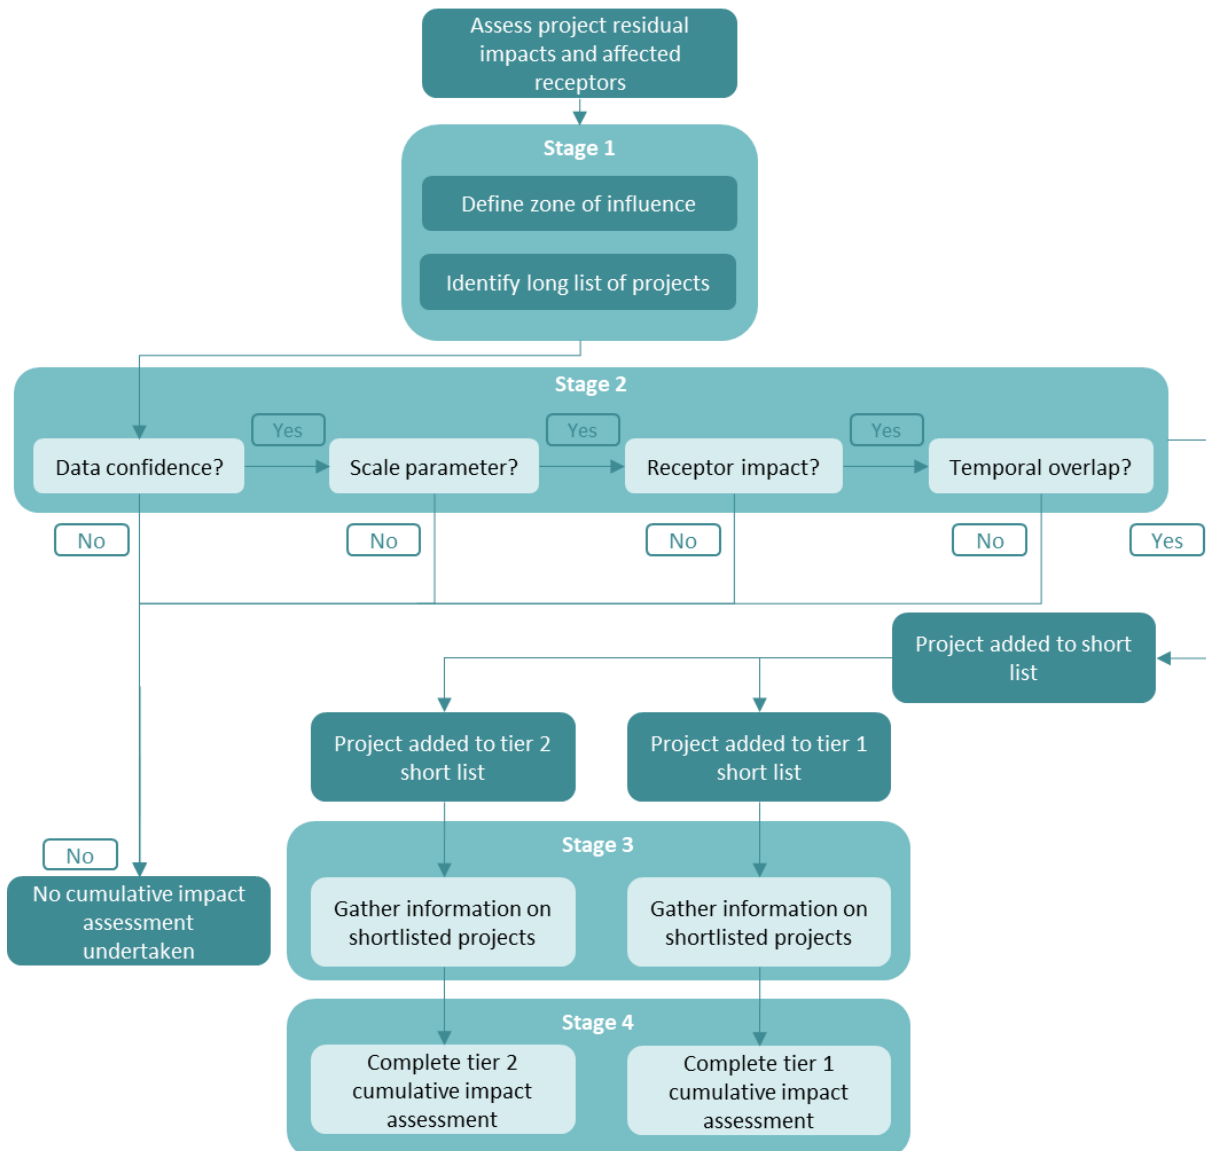 Assess project residual
impacts and affected
receptors
Stage 1
Define zone of influence
Identify long list of projects
Stage 2
Yes
Yes
Yes
Data confidence?
Scale parameter?
Receptor impact?
Temporal overlap?
No
No
No
No
Yes
Project added to short
list
Project added to tier 2
short list
Project added to tier 1
short list
Stage 3
No
No cumulative impact
assessment
undertaken
Gather information on
shortlisted projects
Gather information on
shortlisted projects
Stage 4
Complete tier 2
cumulative impact
assessment
Complete tier 1
cumulative impact
assessment